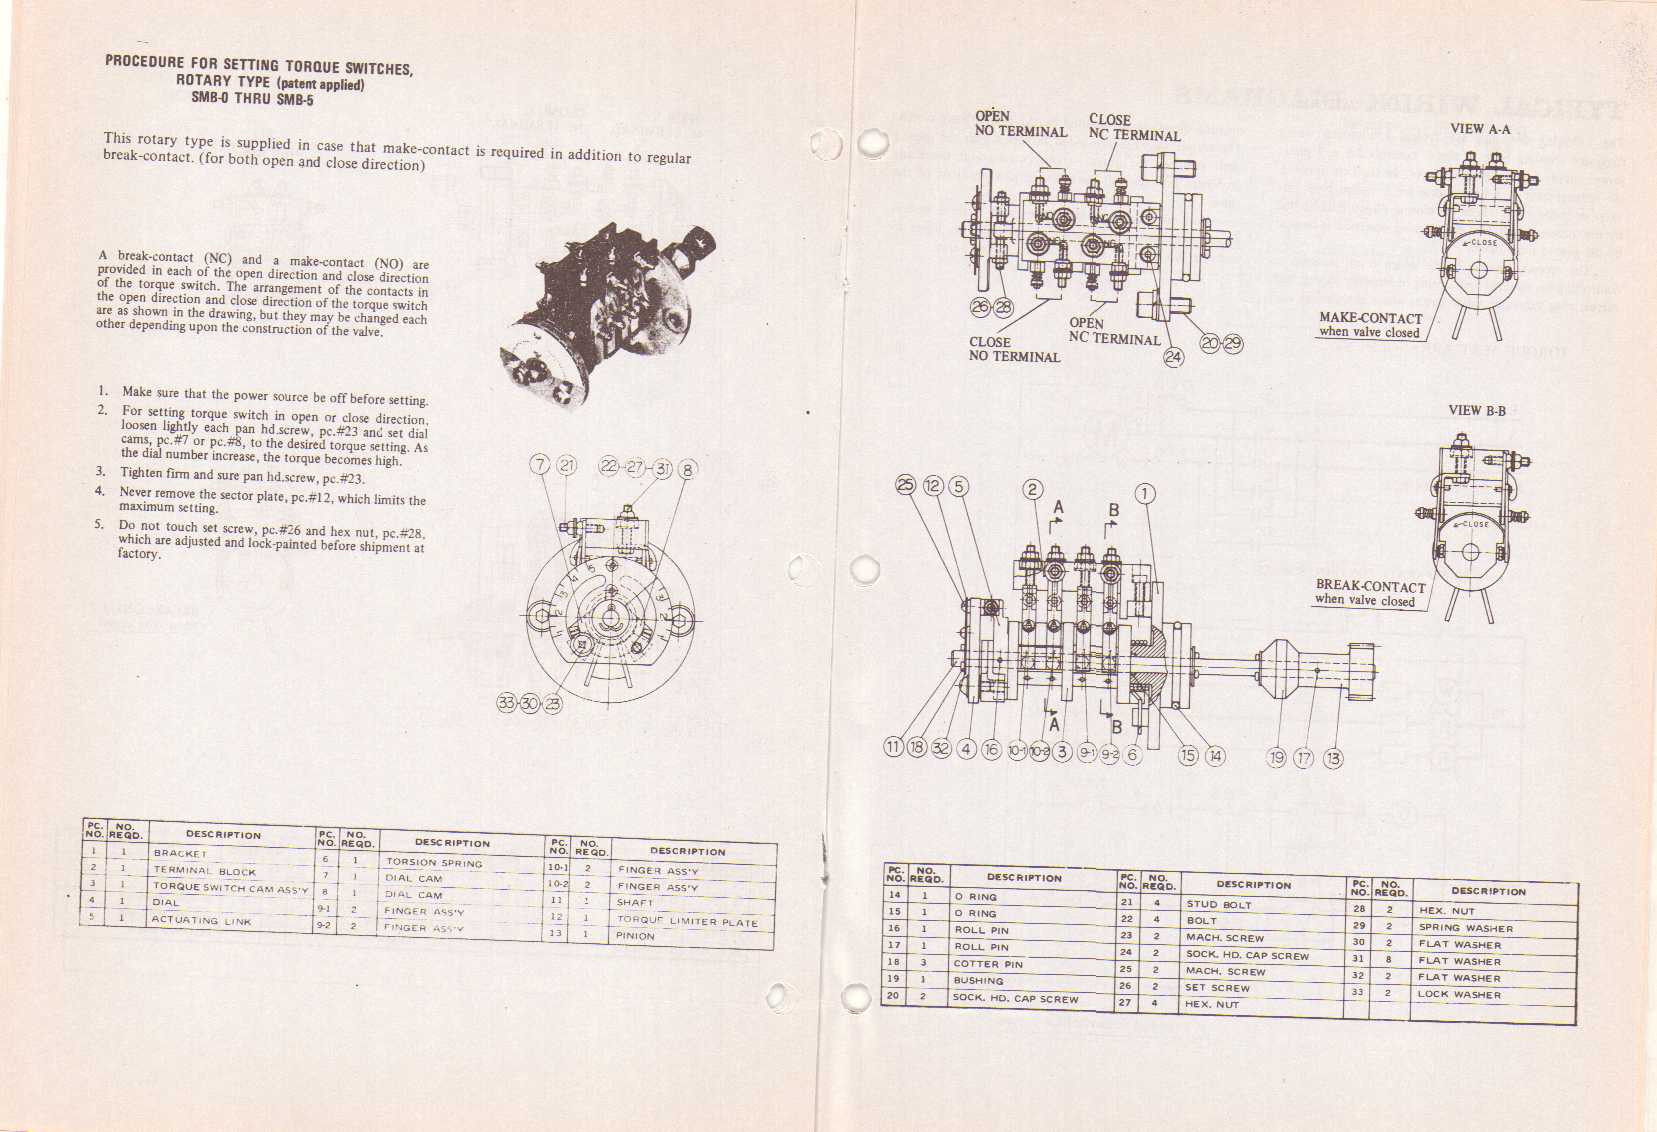 PROCEDURE FOR SETTING TORQUE SWITCHES,
ROTARY TYPE (patent applied)
SMB-0 THRU SMB-5
This rotary type is supplied in case that make-contact is required in addition to regular
break-contact. (for both open and close direction)
A break-contact (NC) and a make-contact (NO) are
provided in each of the open direction and close direction
of the torque switch. The arrangement of the contacts in
the open direction and close direction of the torque switch
are as shown in the drawing, but they may be changed each
other depending upon the construction of the valve.
1. Make sure that the power source be off before setting.
2. For setting torque switch in open or close direction,
loosen lightly each pan hd.screw, pc.#23 and set dial
cams, pc.#7 or pc.#8, to the desired torque setting. As
the dial number increase, the torque becomes high.
3. Tighten firm and sure pan hd.screw, pc.#23.
4. Never remove the sector plate, pc.#12, which limits the
maximum setting.
5. Do not touch set screw, pc.#26 and hex nut, pc.#28,
which are adjusted and lock-painted before shipment at
factory.
7 21 22-27-31 8
33-30-23
PC. NO. NO. REQD. DESCRIPTION PC. NO. NO. REQD. DESCRIPTION PC. NO. NO. REQD. DESCRIPTION
1 1 BRACKET 6 1 TORSION SPRING 10-1 2 FINGER ASS'Y
2 1 TERMINAL BLOCK 7 1 DIAL CAM 10-2 2 FINGER ASS'Y
3 1 TORQUE SWITCH CAM ASS'Y 8 1 DIAL CAM 11 1 SHAFT
4 1 DIAL 9-1 2 FINGER ASS'Y 12 1 TORQUE LIMITER PLATE
5 1 ACTUATING LINK 9-2 2 FINGER ASS'Y 13 1 PINION
OPEN
NO TERMINAL
CLOSE
NC TERMINAL
26-28
CLOSE
NO TERMINAL
OPEN
NC TERMINAL
24
20-29
VIEW A-A
CLOSE
MAKE-CONTACT
when valve closed
VIEW B-B
CLOSE
BREAK-CONTACT
when valve closed
25 12 5 2 1
A B
A B
11 18 32 4 16 10-1 10-2 3 9-1 9-2 6 15 14 19 17 13
PC. NO. NO. REQD. DESCRIPTION PC. NO. NO. REQD. DESCRIPTION PC. NO. NO. REQD. DESCRIPTION
14 1 O RING 21 4 STUD BOLT 28 2 HEX. NUT
15 1 O RING 22 4 BOLT 29 2 SPRING WASHER
16 1 ROLL PIN 23 2 MACH. SCREW 30 2 FLAT WASHER
17 1 ROLL PIN 24 2 SOCK. HD. CAP SCREW 31 8 FLAT WASHER
18 3 COTTER PIN 25 2 MACH. SCREW 32 2 FLAT WASHER
19 1 BUSHING 26 2 SET SCREW 33 2 LOCK WASHER
20 2 SOCK. HD. CAP SCREW 27 4 HEX. NUT